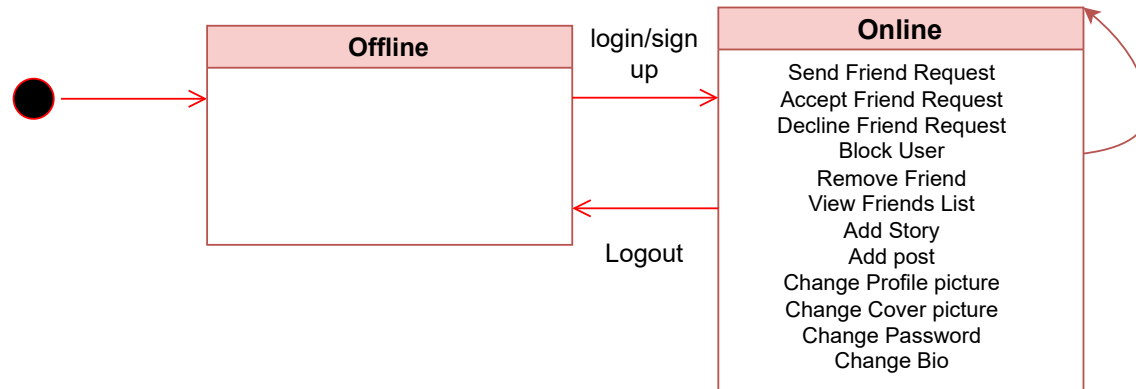 Offline
login/sign
up
Logout
Online
Send Friend Request
Accept Friend Request
Decline Friend Request
Block User
Remove Friend
View Friends List
Add Story
Add post
Change Profile picture
Change Cover picture
Change Password
Change Bio